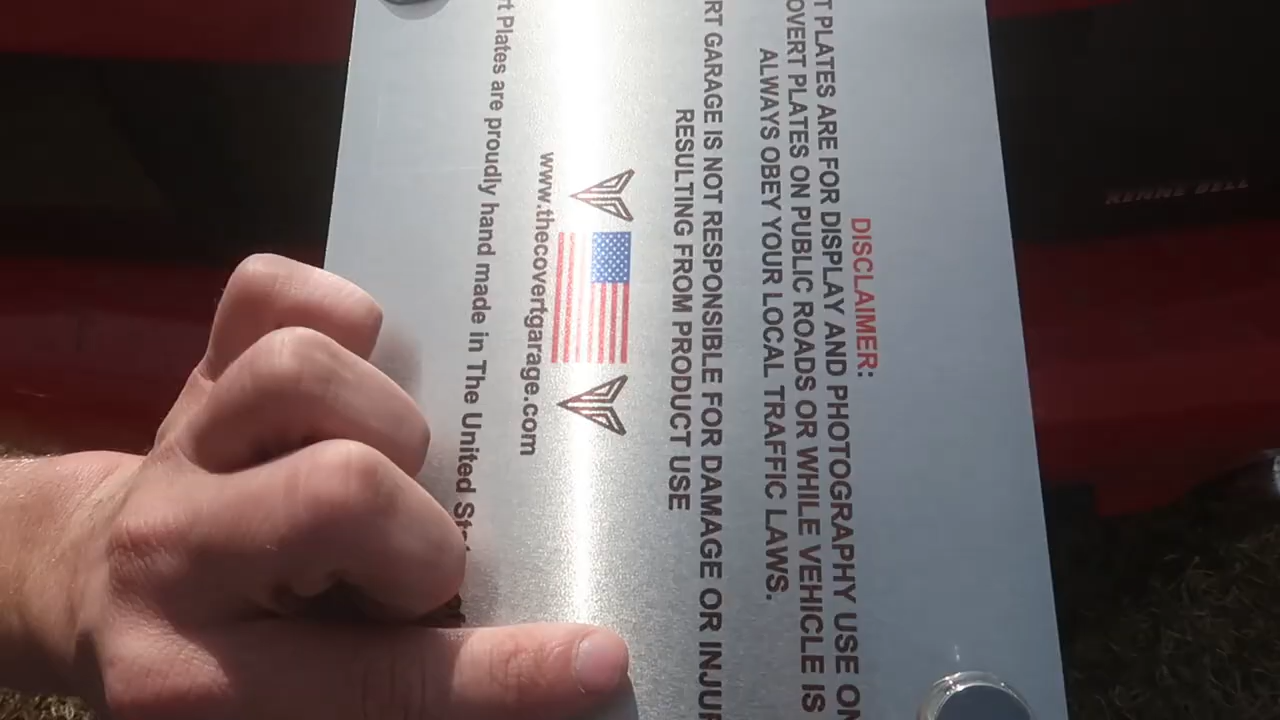 DISCLAIMER:
PLATES ARE FOR DISPLAY AND PHOTOGRAPHY USE
PLATES ON PUBLIC ROADS OR WHILE VEHICLE IS
ALWAYS OBEY YOUR LOCAL TRAFFIC LAWS.
GARAGE IS NOT RESPONSIBLE FOR DAMAGE OR
RESULTING FROM PRODUCT USE
www.thecovertgarage.com
Plates are proudly hand made in The United
KENNE BELL